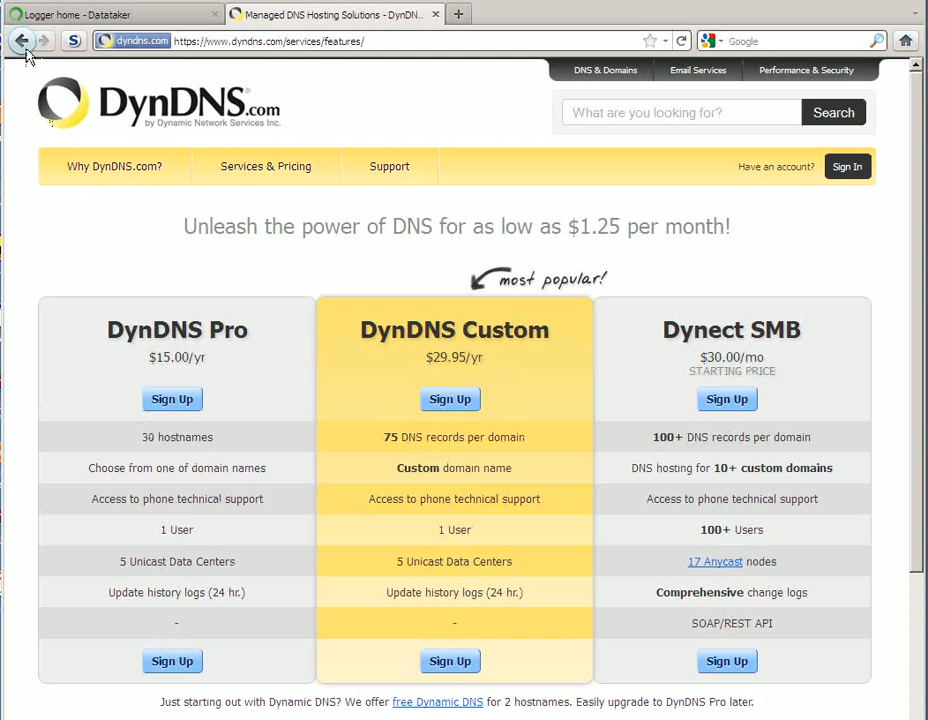 Logger home - Datataker
Managed DNS Hosting Solutions - DynDN...
dyndns.com https://www.dyndns.com/services/features/
Google
DNS & Domains Email Services Performance & Security
DynDNS.com
by Dynamic Network Services Inc.
What are you looking for? Search
Why DynDNS.com? Services & Pricing Support Have an account? Sign In
Unleash the power of DNS for as low as $1.25 per month!
most popular!
DynDNS Pro DynDNS Custom Dynect SMB
$15.00/yr $29.95/yr $30.00/mo
STARTING PRICE
Sign Up Sign Up Sign Up
30 hostnames 75 DNS records per domain 100+ DNS records per domain
Choose from one of domain names Custom domain name DNS hosting for 10+ custom domains
Access to phone technical support Access to phone technical support Access to phone technical support
1 User 1 User 100+ Users
5 Unicast Data Centers 5 Unicast Data Centers 17 Anycast nodes
Update history logs (24 hr.) Update history logs (24 hr.) Comprehensive change logs
- - SOAP/REST API
Sign Up Sign Up Sign Up
Just starting out with Dynamic DNS? We offer free Dynamic DNS for 2 hostnames. Easily upgrade to DynDNS Pro later.